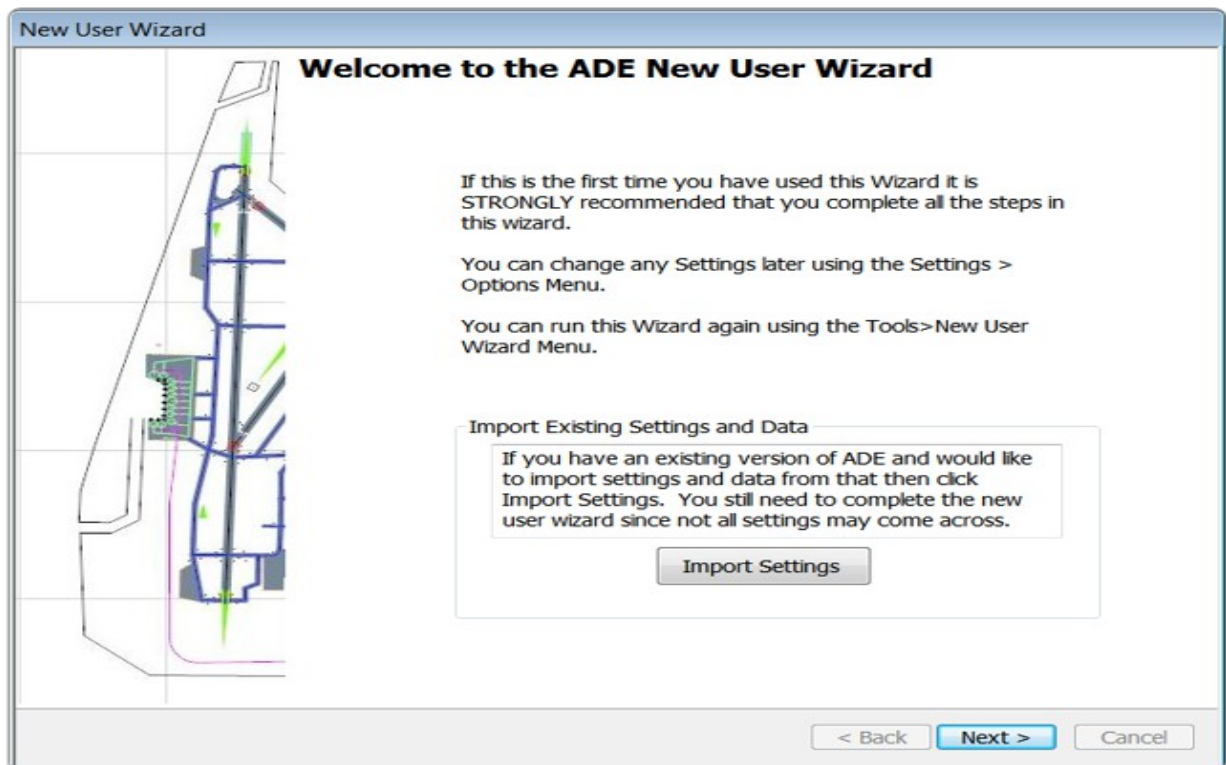 New User Wizard
Welcome to the ADE New User Wizard
If this is the first time you have used this Wizard it is
STRONGLY recommended that you complete all the steps in
this wizard.
You can change any Settings later using the Settings >
Options Menu.
You can run this Wizard again using the Tools>New User
Wizard Menu.
Import Existing Settings and Data
If you have an existing version of ADE and would like
to import settings and data from that then click
Import Settings.  You still need to complete the new
user wizard since not all settings may come across.
Import Settings
< Back
Next >
Cancel